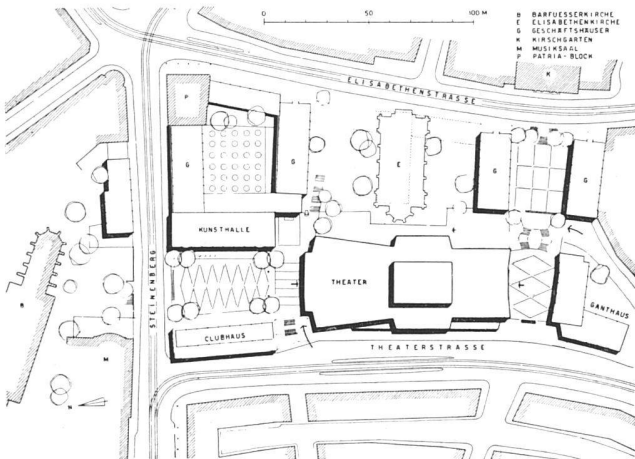 0 50 100 M
B BARFUESSERKIRCHE
E ELISABETHENKIRCHE
G GESCHÄFTSHÄUSER
K KIRSCHGARTEN
M MUSIKSAAL
P PATRIA-BLOCK
K
ELISABETHENSTRASSE
P
G
G
E
G
G
KUNSTHALLE
STEINENBERG
THEATER
GANTHAUS
B
CLUBHAUS
THEATERSTRASSE
M
N